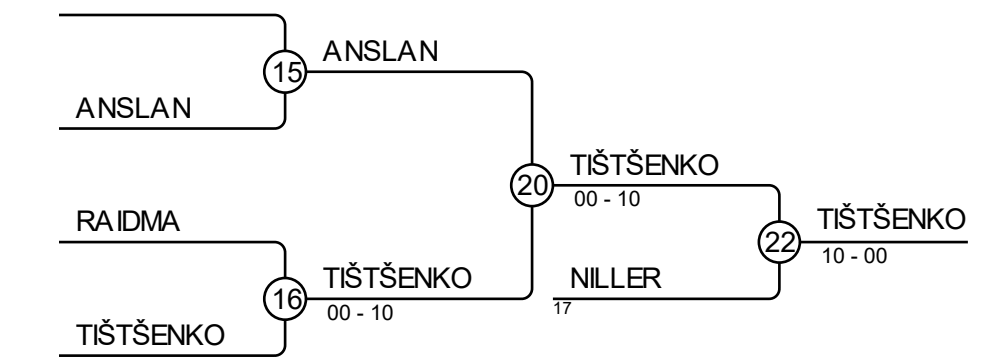 ANSLAN
15
ANSLAN
TIŠTŠENKO
20
00 - 10
RAIDMA
TIŠTŠENKO
22
10 - 00
TIŠTŠENKO
NILLER
16
00 - 10
17
TIŠTŠENKO